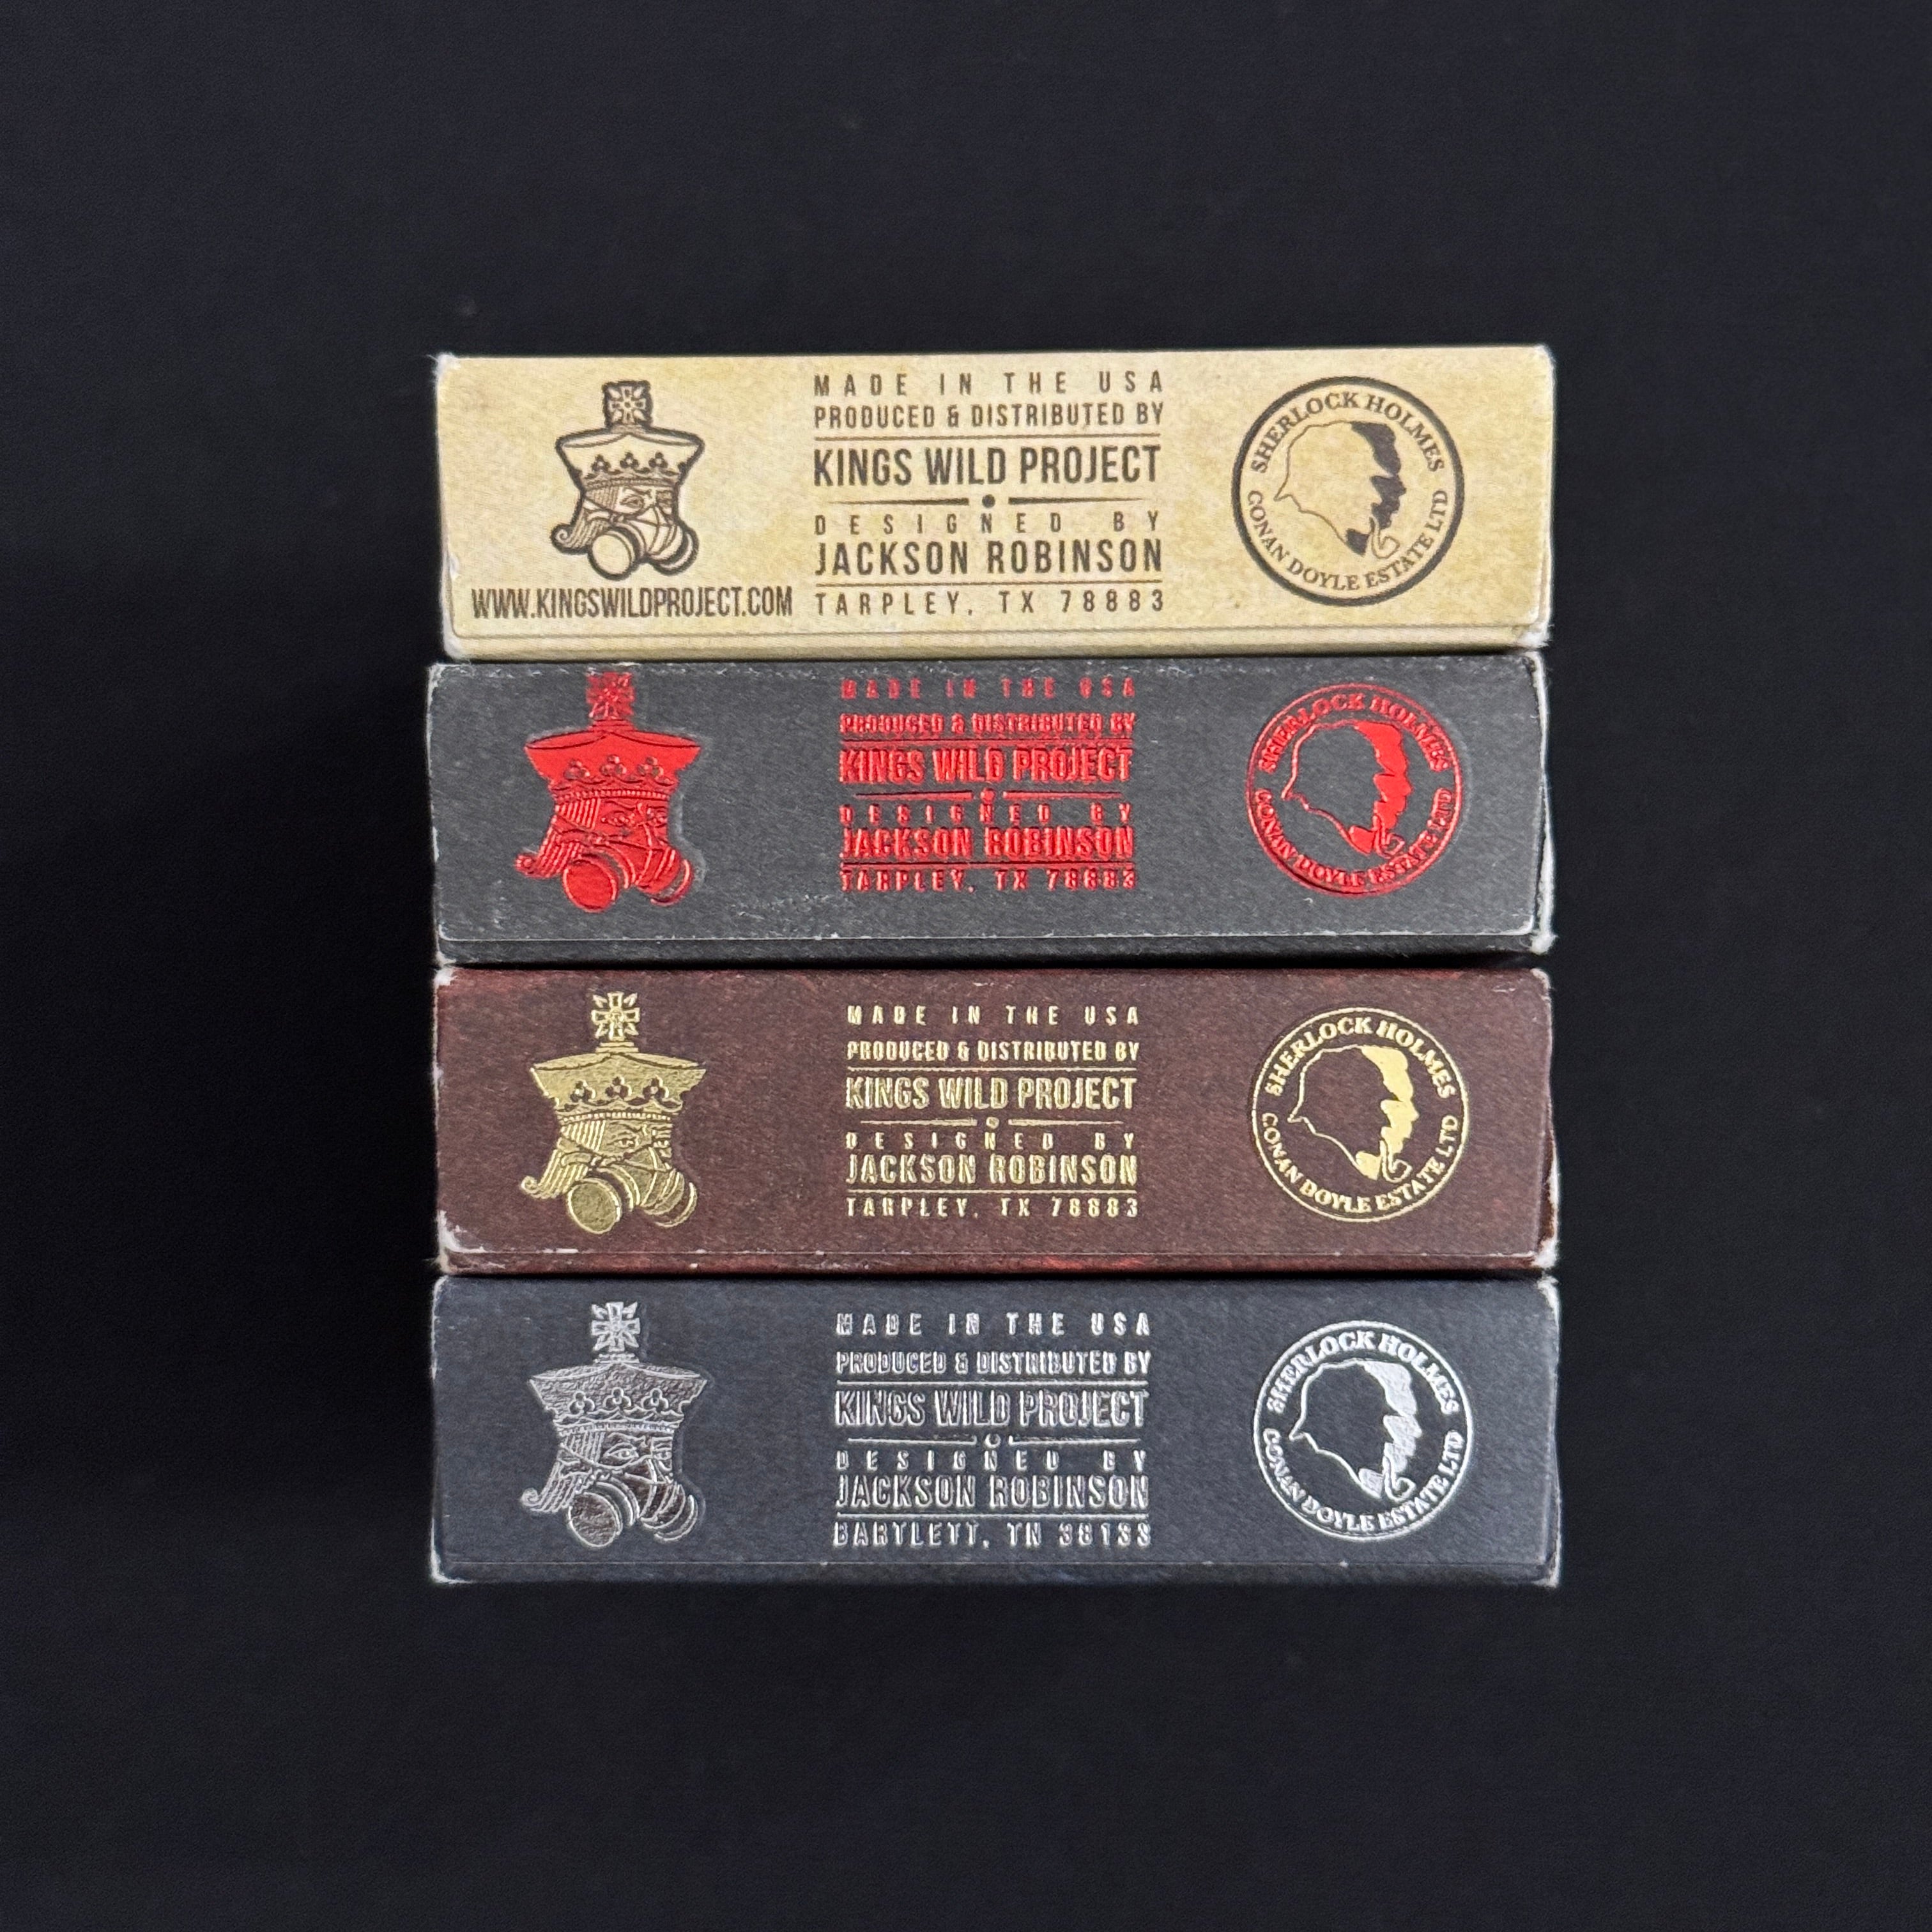 MADE IN THE USA
PRODUCED & DISTRIBUTED BY
KINGS WILD PROJECT
DESIGNED BY
JACKSON ROBINSON
WWW.KINGSWILDPROJECT.COM
TARPLEY, TX 78883
SHERLOCK HOLMES
CONAN DOYLE ESTATE LTD
MADE IN THE USA
PRODUCED & DISTRIBUTED BY
KINGS WILD PROJECT
DESIGNED BY
JACKSON ROBINSON
TARPLEY, TX 78883
SHERLOCK HOLMES
CONAN DOYLE ESTATE LTD
MADE IN THE USA
PRODUCED & DISTRIBUTED BY
KINGS WILD PROJECT
DESIGNED BY
JACKSON ROBINSON
TARPLEY, TX 78883
SHERLOCK HOLMES
CONAN DOYLE ESTATE LTD
MADE IN THE USA
PRODUCED & DISTRIBUTED BY
KINGS WILD PROJECT
DESIGNED BY
JACKSON ROBINSON
BARTLETT, TN 38133
SHERLOCK HOLMES
CONAN DOYLE ESTATE LTD